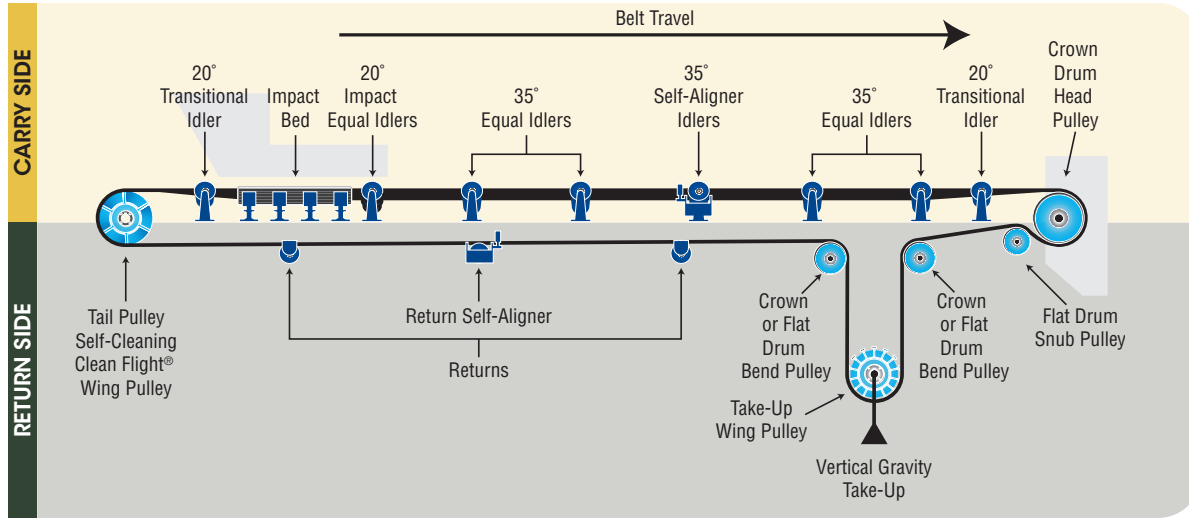 Belt Travel
CARRY SIDE
20°
Transitional
Idler
Impact
Bed
20°
Impact
Equal Idlers
35°
Equal Idlers
35°
Self-Aligner
Idlers
35°
Equal Idlers
20°
Transitional
Idler
Crown
Drum
Head
Pulley
RETURN SIDE
Tail Pulley
Self-Cleaning
Clean Flight®
Wing Pulley
Return Self-Aligner
Returns
Crown
or Flat
Drum
Bend Pulley
Crown
or Flat
Drum
Bend Pulley
Flat Drum
Snub Pulley
Take-Up
Wing Pulley
Vertical Gravity
Take-Up